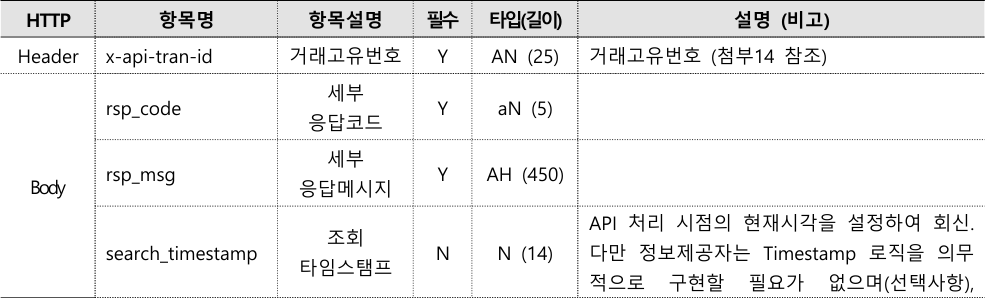 HTTP 항목명 항목설명 필수 타입(길이) 설명 (비고)
Header x-api-tran-id 거래고유번호 Y AN (25) 거래고유번호 (첨부14 참조)
Body
rsp_code 세부
응답코드 Y aN (5)
rsp_msg 세부
응답메시지 Y AH (450)
search_timestamp 조회
타임스탬프 N N (14)
API 처리 시점의 현재시각을 설정하여 회신.
다만 정보제공자는 Timestamp 로직을 의무
적으로 구현할 필요가 없으며(선택사항),